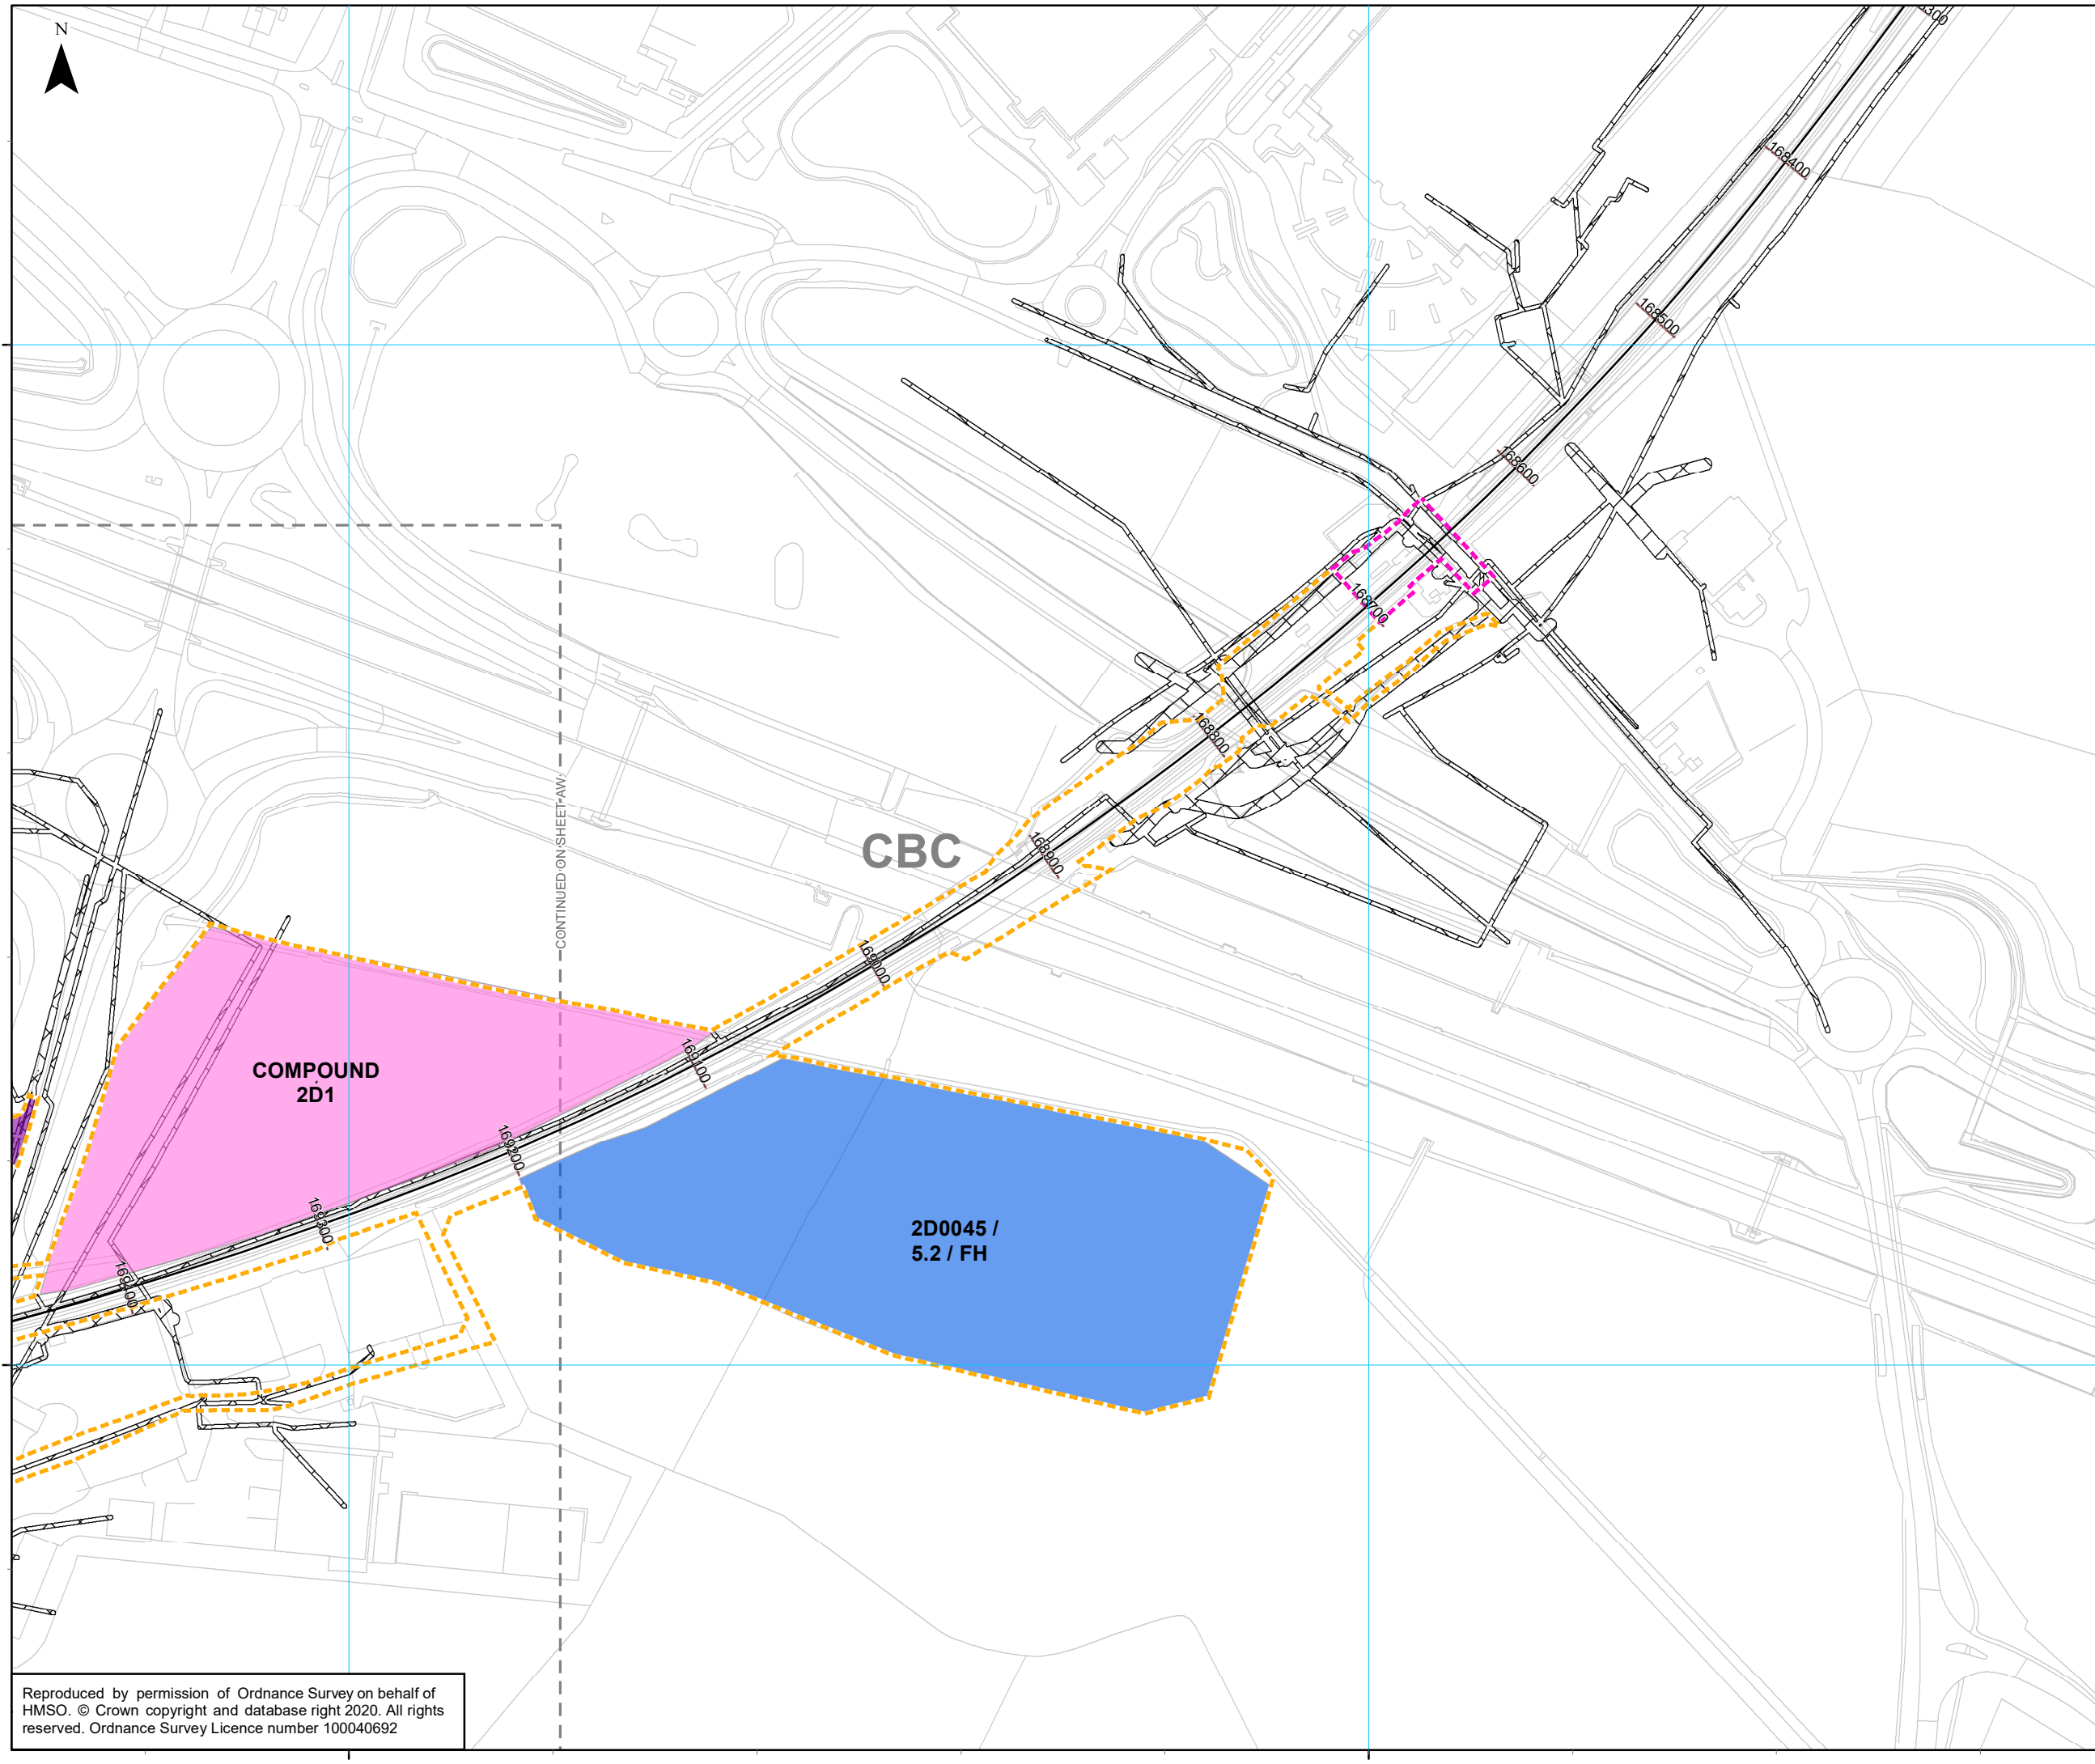 N
168400
168500
168600
168700
168800
168900
169000
169100
169200
169300
169400
CBC
CONTINUED ON SHEET AW
COMPOUND
2D1
2D0045 /
5.2 / FH
Reproduced by permission of Ordnance Survey on behalf of
HMSO. © Crown copyright and database right 2020. All rights
reserved. Ordnance Survey Licence number 100040692